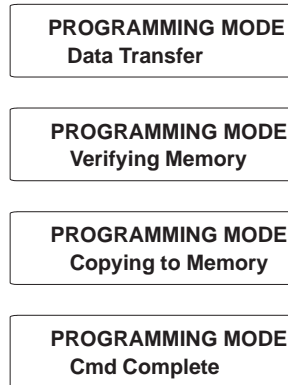 PROGRAMMING MODE
Data Transfer
PROGRAMMING MODE
Verifying Memory
PROGRAMMING MODE
Copying to Memory
PROGRAMMING MODE
Cmd Complete